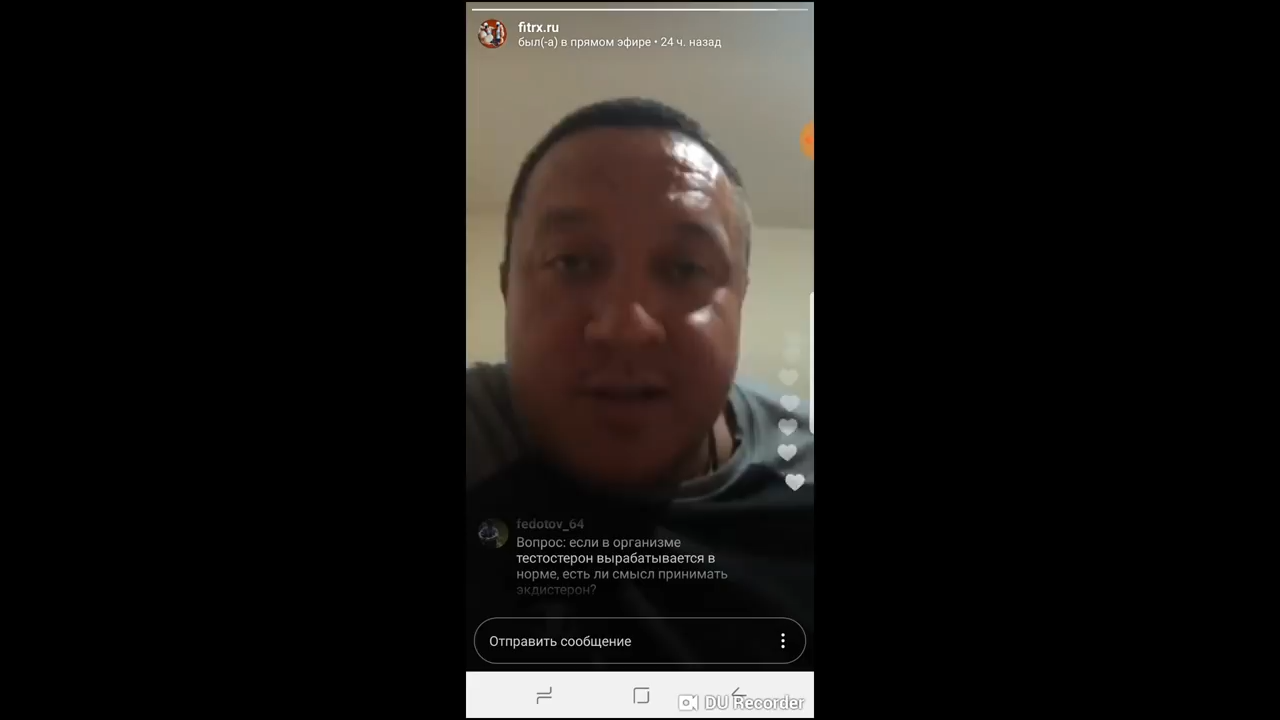 fitrx.ru
был(-а) в прямом эфире • 24 ч. назад
fedotov_64
Вопрос: если в организме
тестостерон вырабатывается в
норме, есть ли смысл принимать
экдистерон?
Отправить сообщение
DU Recorder